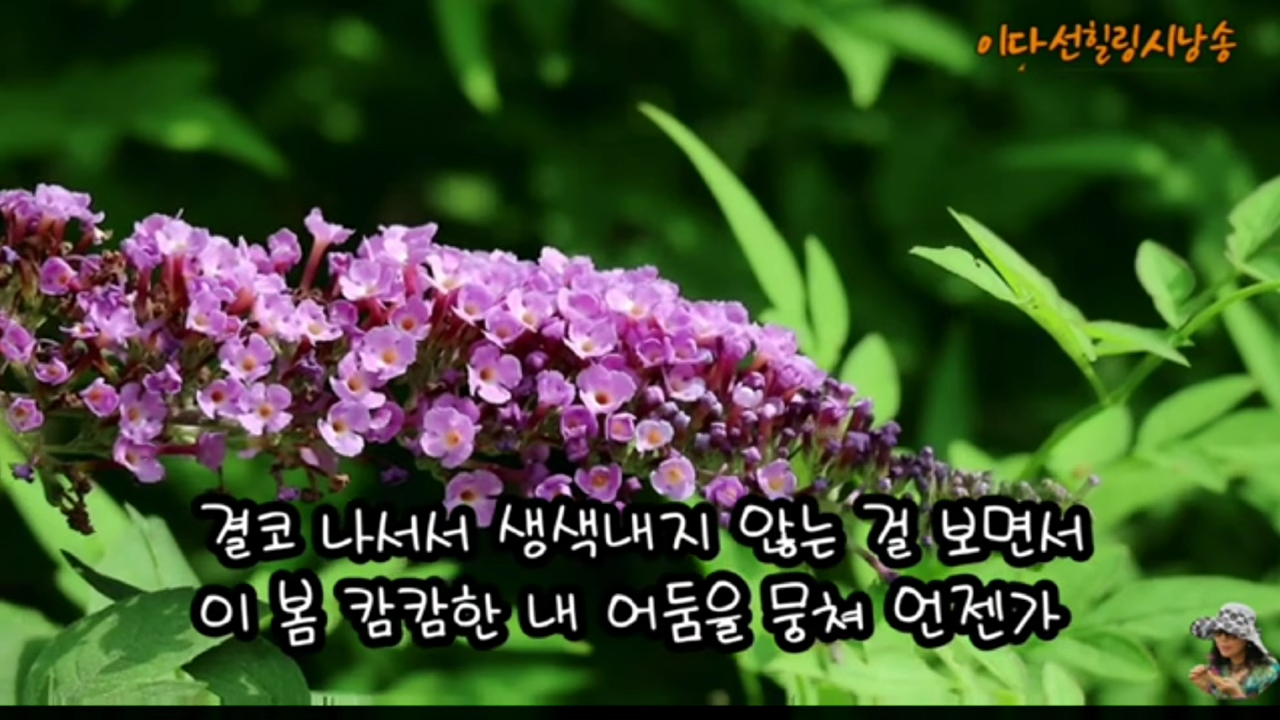 이다선힐링시낭송
결코 나서서 생색내지 않는 걸 보면서
이 봄 캄캄한 내 어둠을 뭉쳐 언젠가